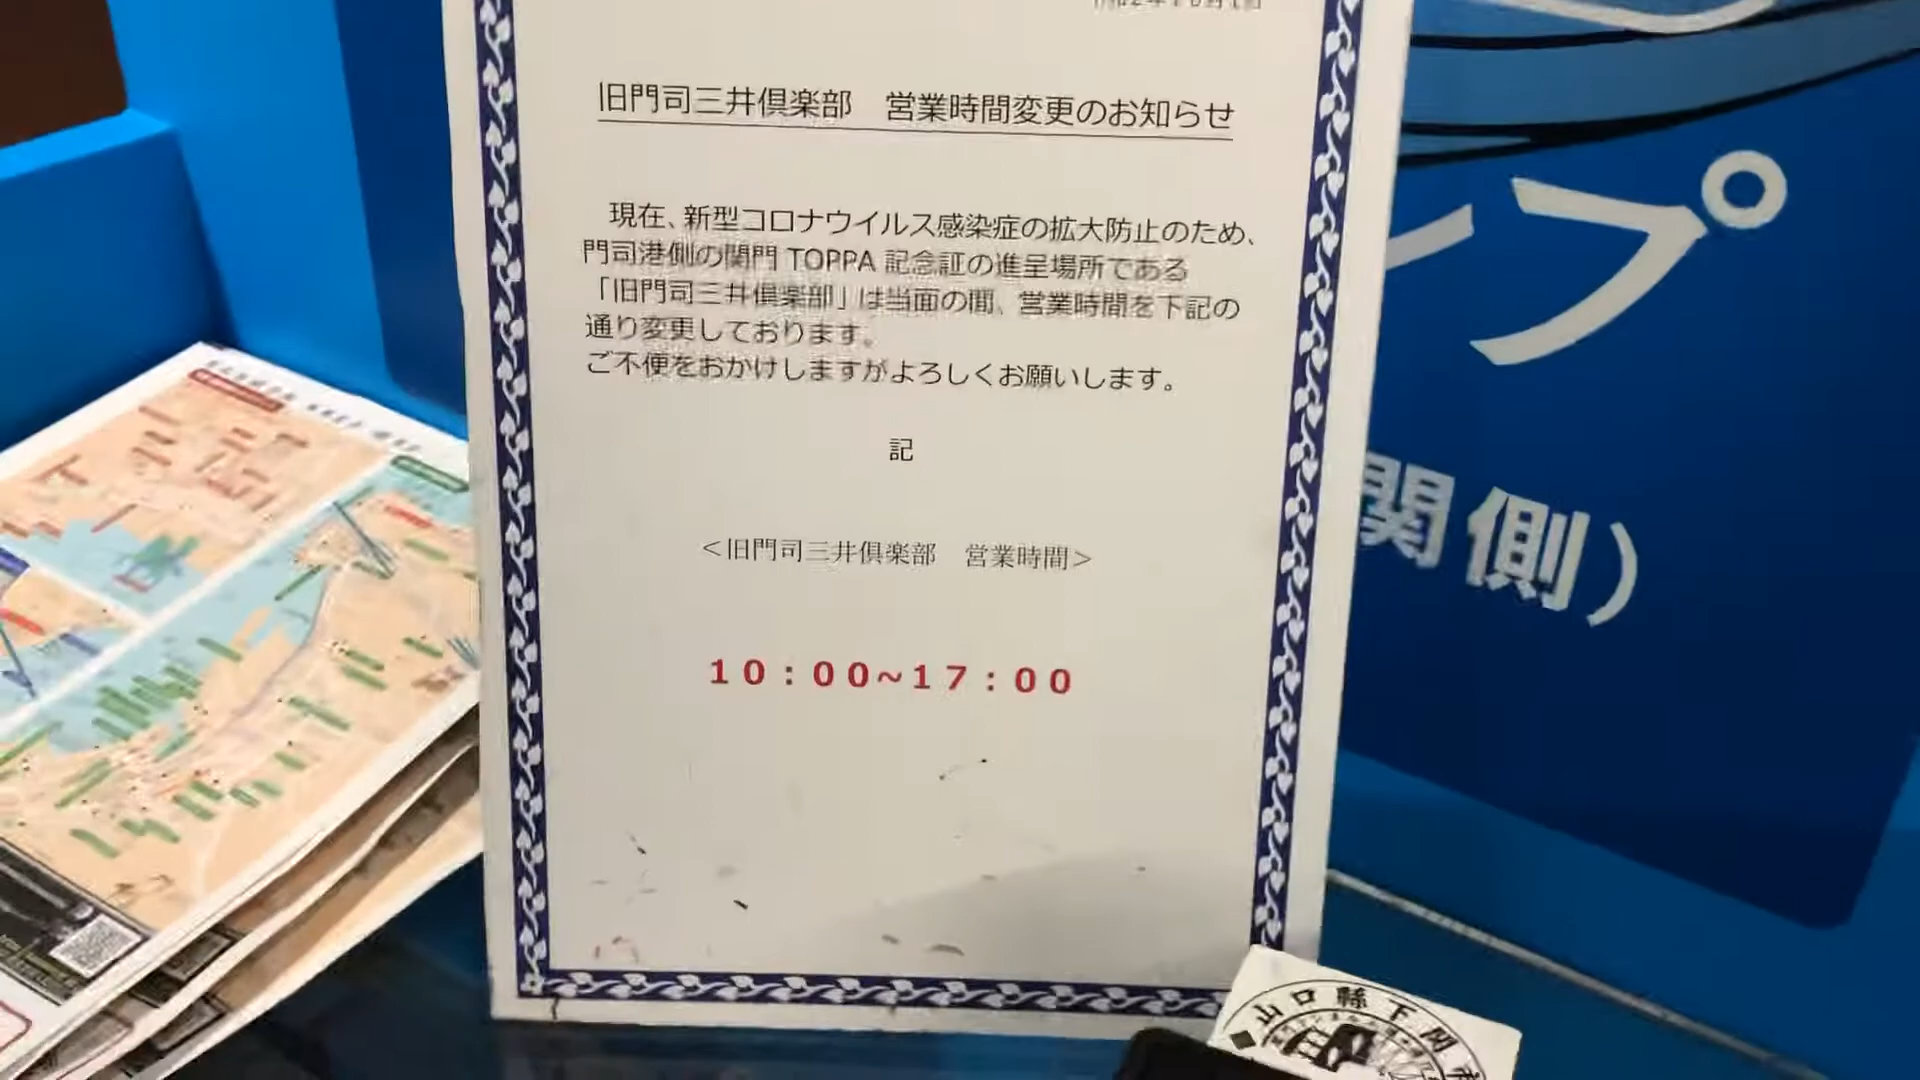 旧門司三井倶楽部　営業時間変更のお知らせ
現在、新型コロナウイルス感染症の拡大防止のため、
門司港側の関門 TOPPA 記念証の進呈場所である
「旧門司三井倶楽部」は当面の間、営業時間を下記の
通り変更しております。
ご不便をおかけしますがよろしくお願いします。
記
＜旧門司三井倶楽部　営業時間＞
10：00~17：00
プ
関側）
山口縣下関